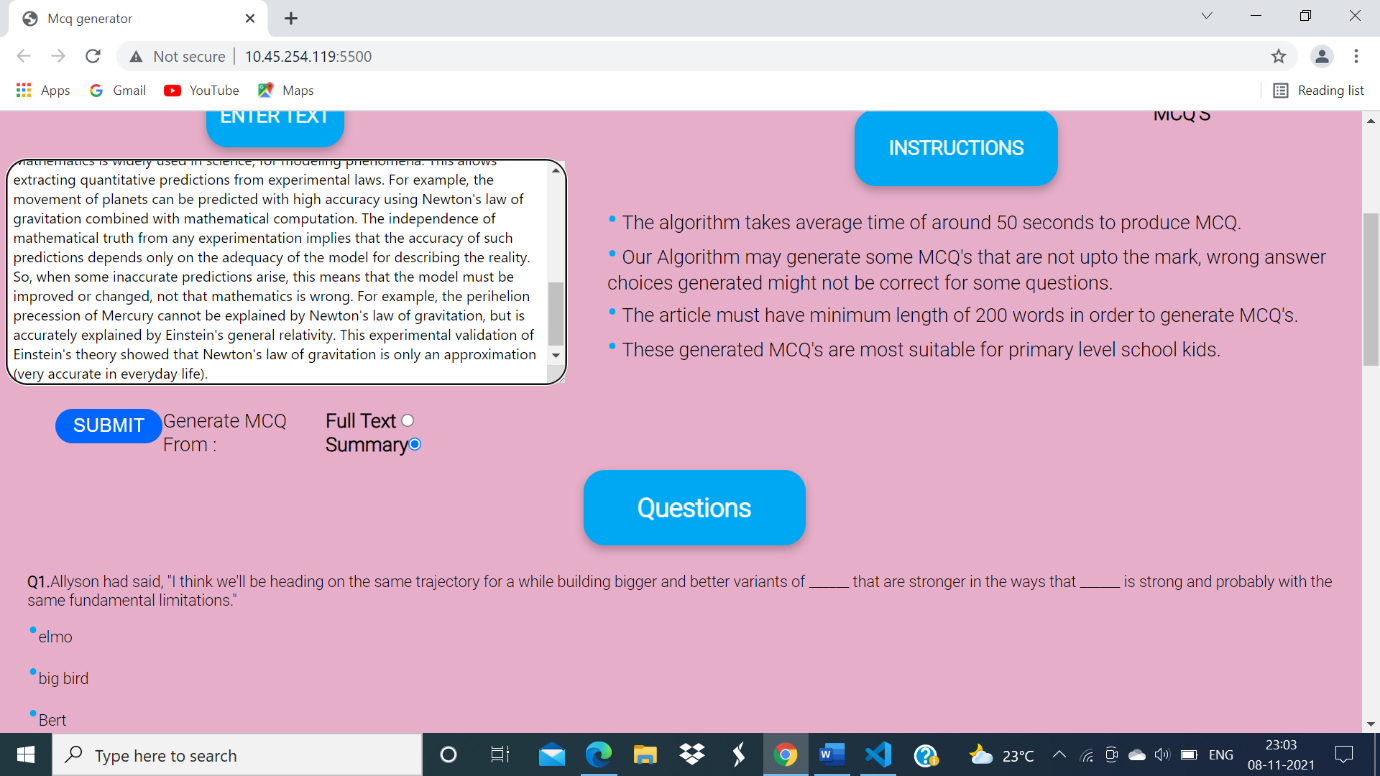 Mcq generator
Not secure
10.45.254.119:5500
Apps
Gmail
YouTube
Maps
Reading list
ENTER TEXT
INSTRUCTIONS
MCQ'S
Mathematics is widely used in science, for modeling phenomena. This allows
extracting quantitative predictions from experimental laws. For example, the
movement of planets can be predicted with high accuracy using Newton's law of
gravitation combined with mathematical computation. The independence of
mathematical truth from any experimentation implies that the accuracy of such
predictions depends only on the adequacy of the model for describing the reality.
So, when some inaccurate predictions arise, this means that the model must be
improved or changed, not that mathematics is wrong. For example, the perihelion
precession of Mercury cannot be explained by Newton's law of gravitation, but is
accurately explained by Einstein's general relativity. This experimental validation of
Einstein's theory showed that Newton's law of gravitation is only an approximation
(very accurate in everyday life).
The algorithm takes average time of around 50 seconds to produce MCQ.
Our Algorithm may generate some MCQ's that are not upto the mark, wrong answer
choices generated might not be correct for some questions.
The article must have minimum length of 200 words in order to generate MCQ's.
These generated MCQ's are most suitable for primary level school kids.
SUBMIT
Generate MCQ
From :
Full Text
Summary
Questions
Q1.Allyson had said, "I think we'll be heading on the same trajectory for a while building bigger and better variants of ______ that are stronger in the ways that ______ is strong and probably with the
same fundamental limitations."
elmo
big bird
Bert
Type here to search
23°C
ENG
23:03
08-11-2021